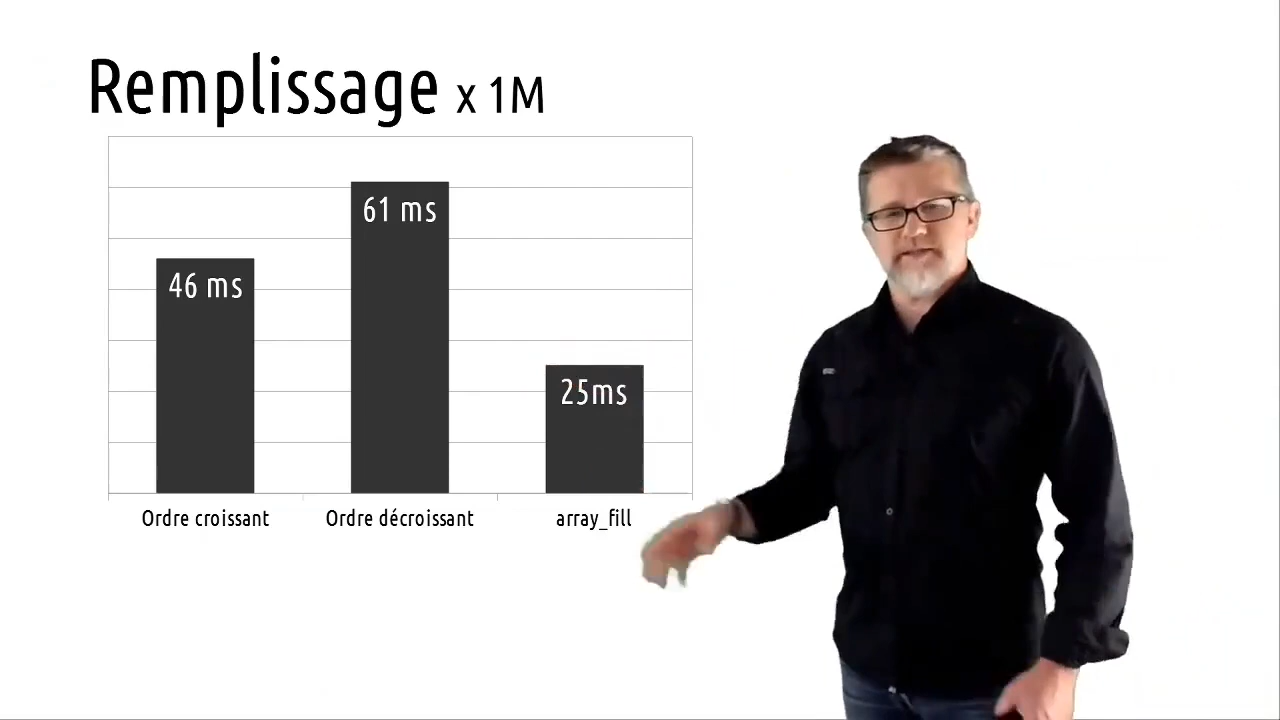 Remplissage x 1M
46 ms
61 ms
25ms
Ordre croissant
Ordre décroissant
array_fill